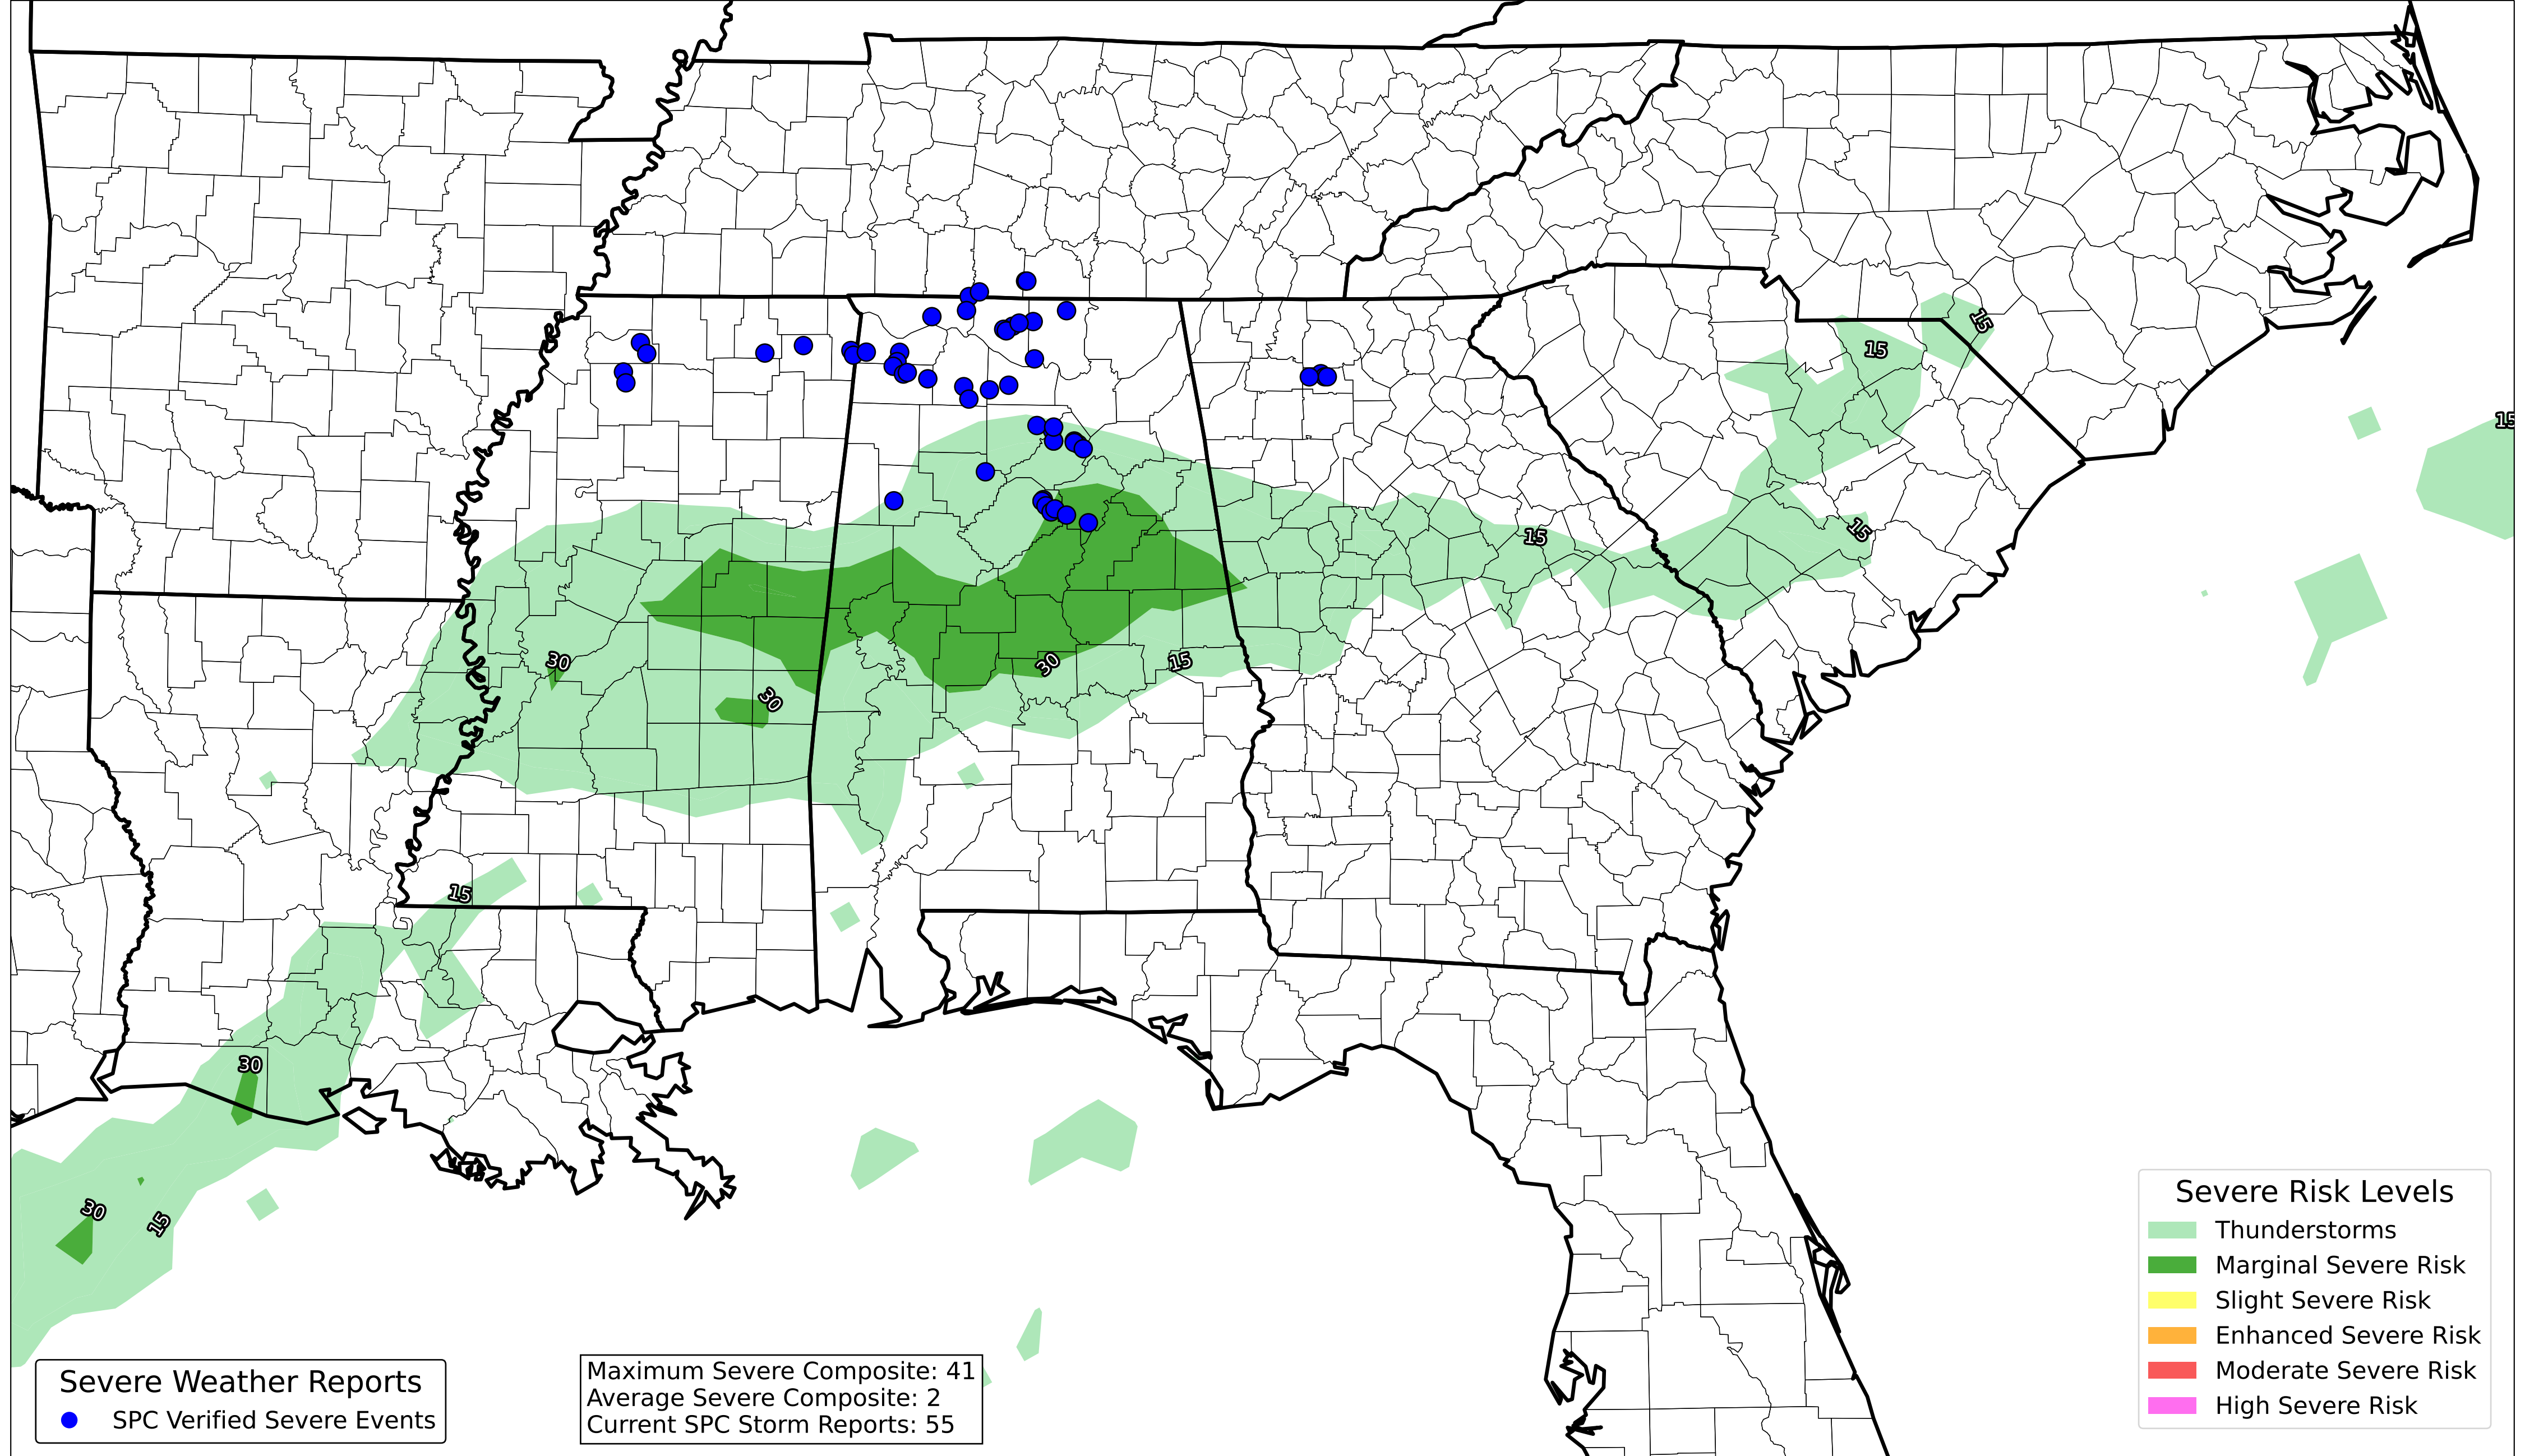 15
15
15
15
15
30
30
15
30
15
30
30
15
Severe Risk Levels
Thunderstorms
Marginal Severe Risk
Slight Severe Risk
Enhanced Severe Risk
Moderate Severe Risk
High Severe Risk
Severe Weather Reports
SPC Verified Severe Events
Maximum Severe Composite: 41
Average Severe Composite: 2
Current SPC Storm Reports: 55